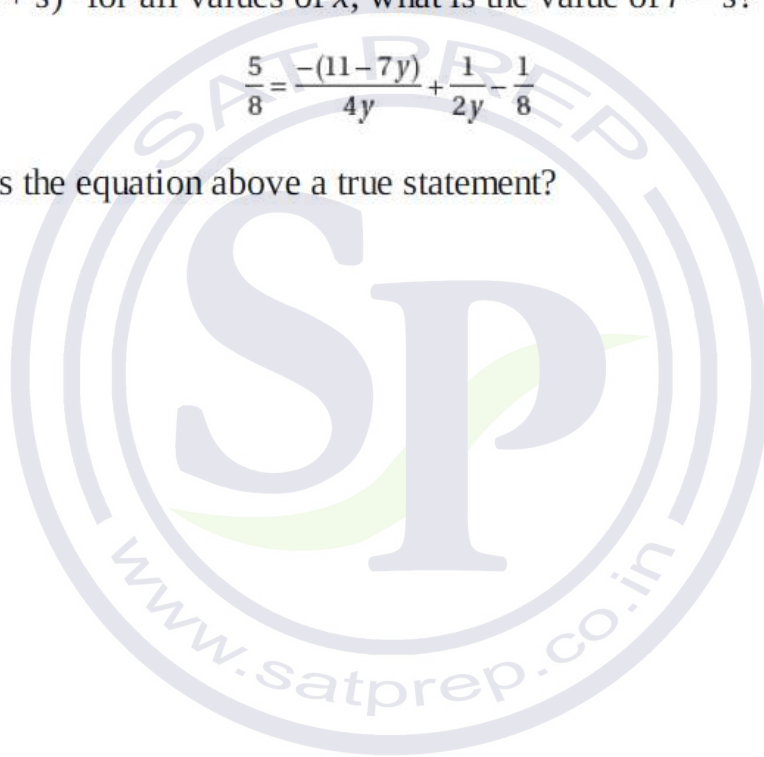 + s)² for all values of x, what is the value of r − s?
5/8 = −(11−7y)/4y + 1/2y − 1/8
s the equation above a true statement?
SAT PREP
SP
www.satprep.co.in